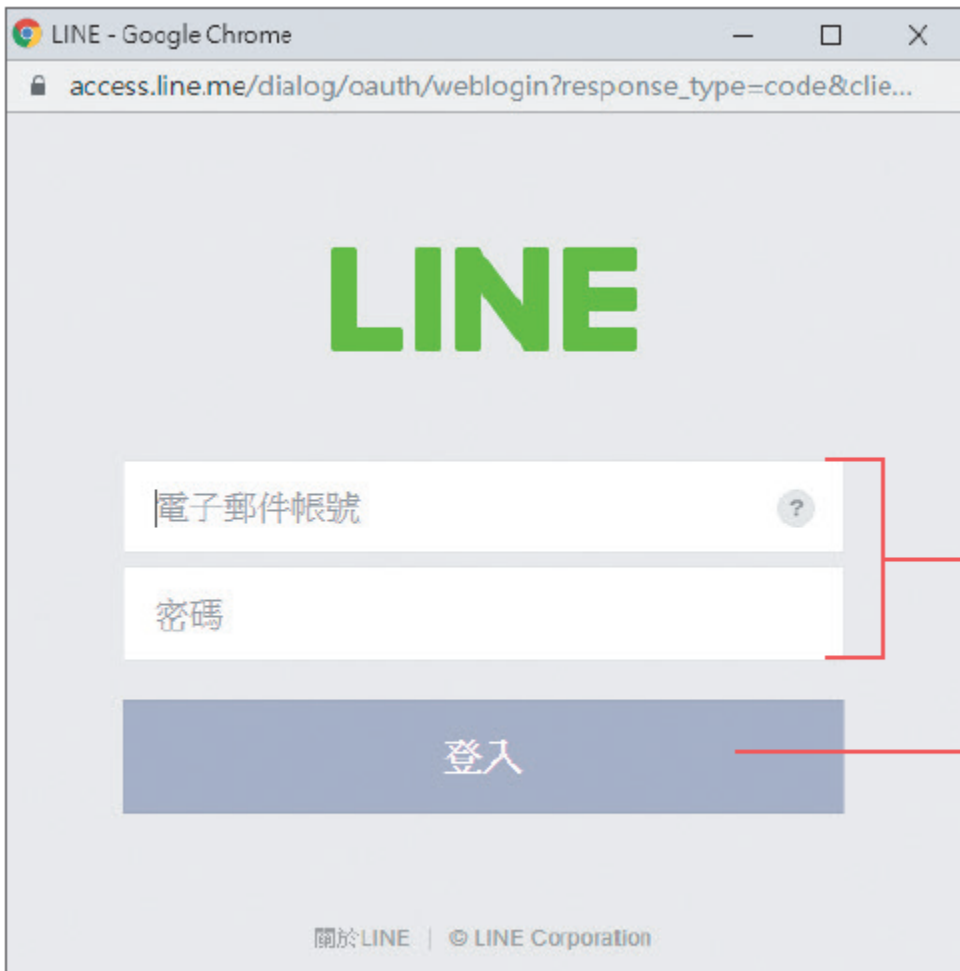 LINE - Google Chrome
access.line.me/dialog/oauth/weblogin?response_type=code&clie...
LINE
電子郵件帳號 ?
密碼
登入
關於LINE | © LINE Corporation